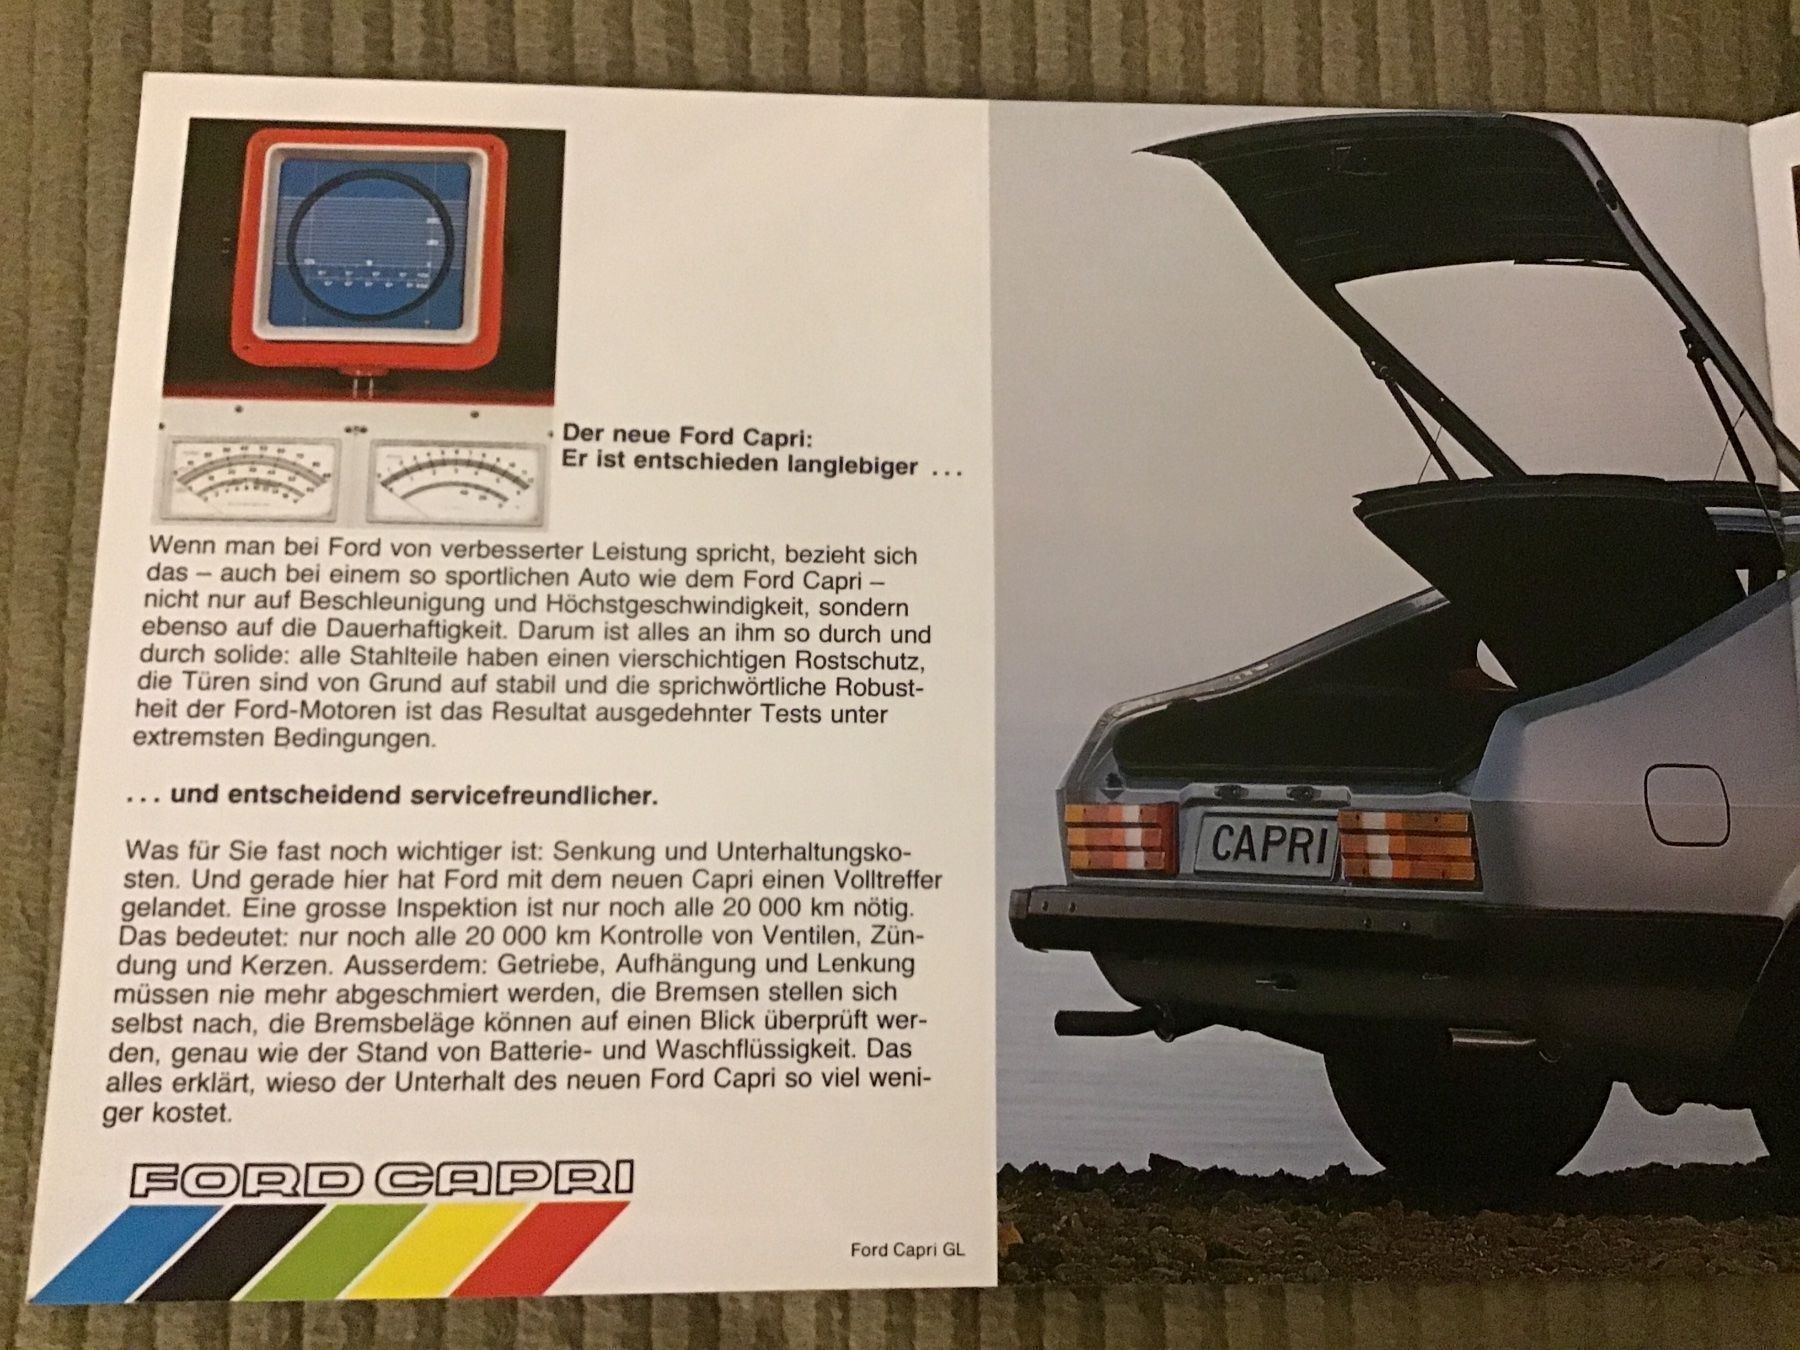 Der neue Ford Capri:
Er ist entschieden langlebiger ...
Wenn man bei Ford von verbesserter Leistung spricht, bezieht sich
das – auch bei einem so sportlichen Auto wie dem Ford Capri –
nicht nur auf Beschleunigung und Höchstgeschwindigkeit, sondern
ebenso auf die Dauerhaftigkeit. Darum ist alles an ihm so durch und
durch solide: alle Stahlteile haben einen vierschichtigen Rostschutz,
die Türen sind von Grund auf stabil und die sprichwörtliche Robust-
heit der Ford-Motoren ist das Resultat ausgedehnter Tests unter
extremsten Bedingungen.
... und entscheidend servicefreundlicher.
Was für Sie fast noch wichtiger ist: Senkung und Unterhaltungsko-
sten. Und gerade hier hat Ford mit dem neuen Capri einen Volltreffer
gelandet. Eine grosse Inspektion ist nur noch alle 20 000 km nötig.
Das bedeutet: nur noch alle 20 000 km Kontrolle von Ventilen, Zün-
dung und Kerzen. Ausserdem: Getriebe, Aufhängung und Lenkung
müssen nie mehr abgeschmiert werden, die Bremsen stellen sich
selbst nach, die Bremsbeläge können auf einen Blick überprüft wer-
den, genau wie der Stand von Batterie- und Waschflüssigkeit. Das
alles erklärt, wieso der Unterhalt des neuen Ford Capri so viel weni-
ger kostet.
FORD CAPRI
Ford Capri GL
CAPRI